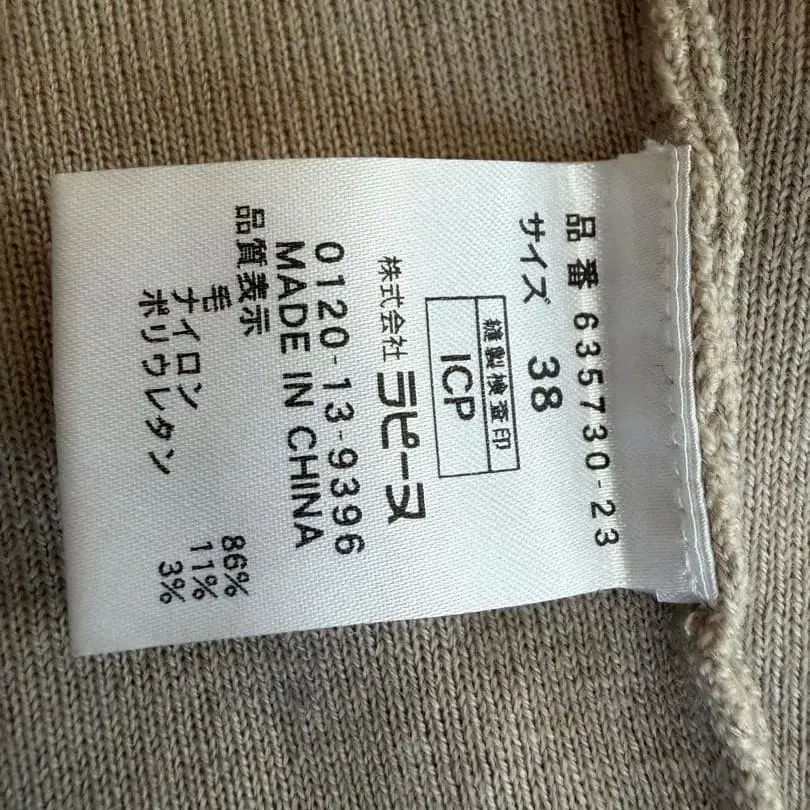 品番 635730-23
サイズ 38
縫製検査印
ICP
株式会社 ラピーヌ
0120-13-9396
MADE IN CHINA
品質表示
毛 86%
ナイロン 11%
ポリウレタン 3%